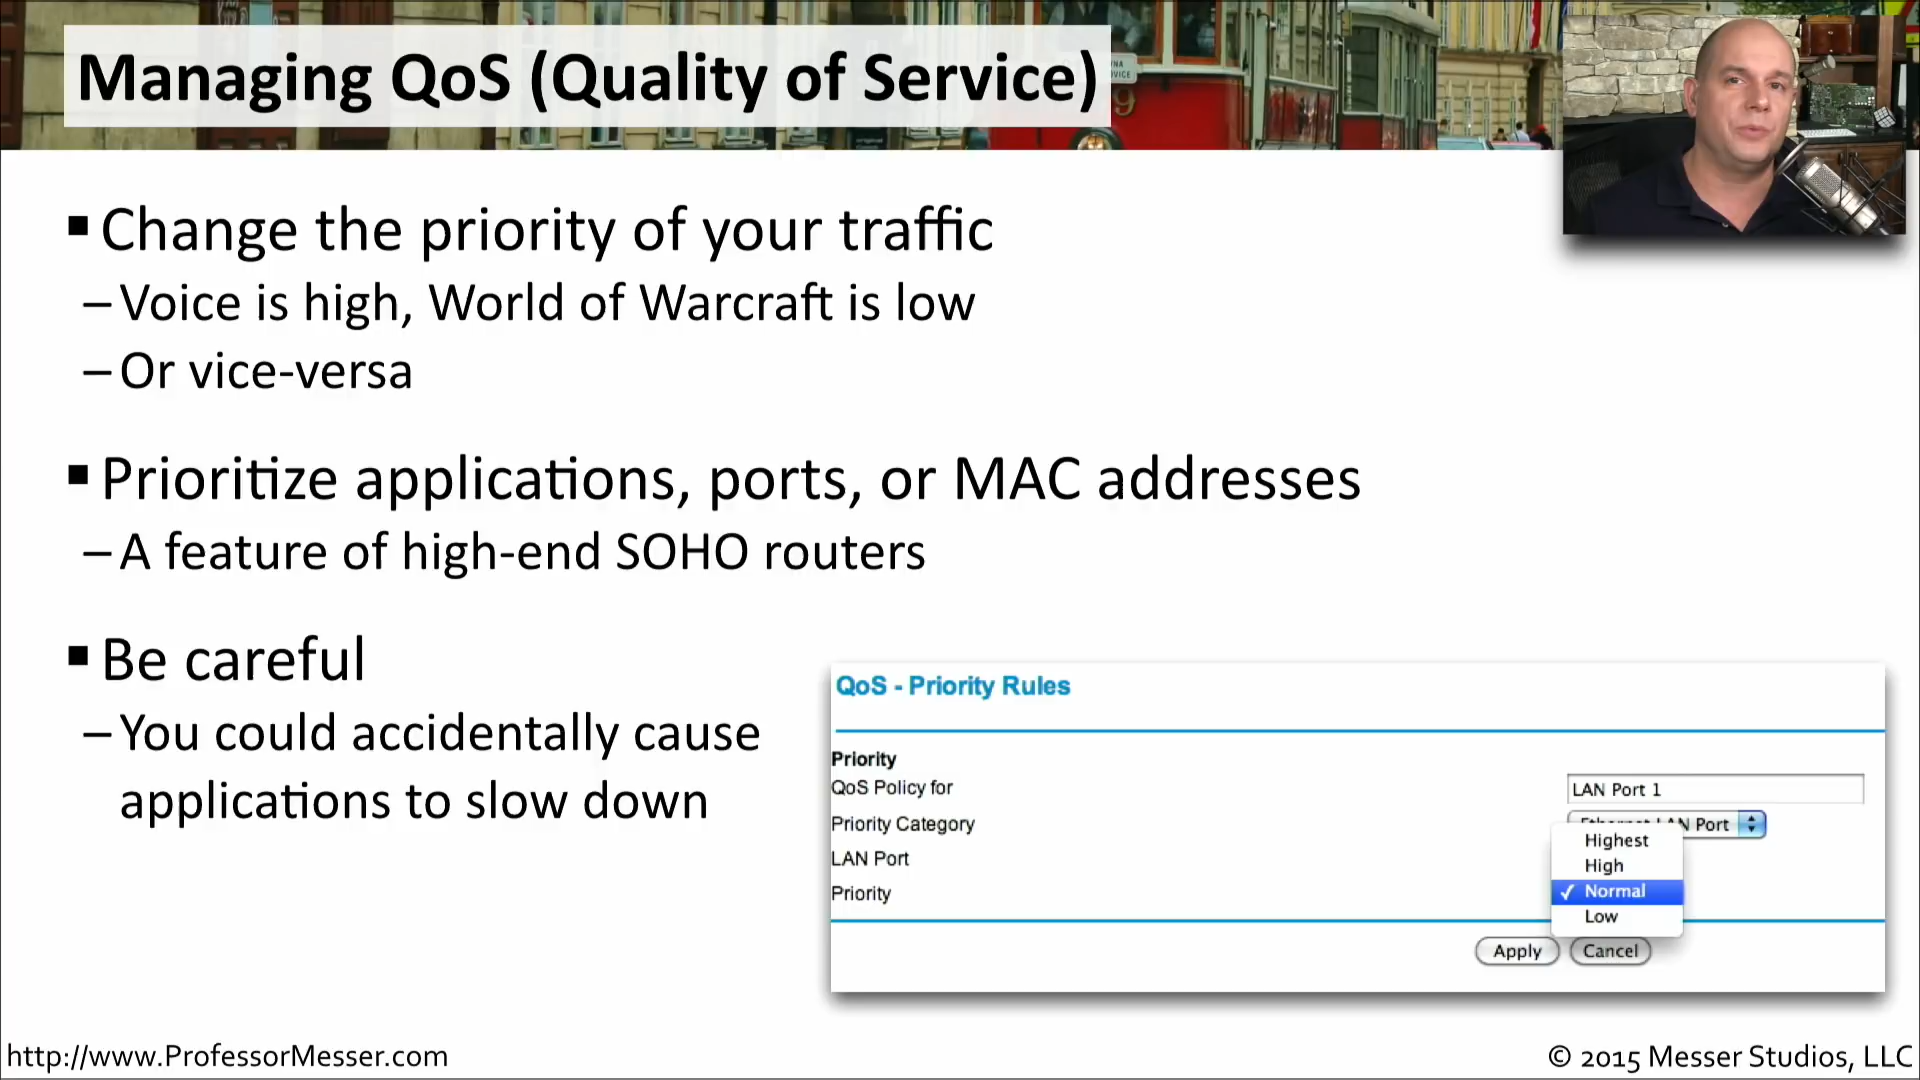 Managing QoS (Quality of Service)
9
▪ Change the priority of your traffic
– Voice is high, World of Warcraft is low
– Or vice-versa
▪ Prioritize applications, ports, or MAC addresses
– A feature of high-end SOHO routers
▪ Be careful
– You could accidentally cause
applications to slow down
QoS - Priority Rules
Priority
QoS Policy for
LAN Port 1
Priority Category
LAN Port
Highest
LAN Port
High
Priority
✓ Normal
Low
Apply
Cancel
http://www.ProfessorMesser.com
© 2015 Messer Studios, LLC